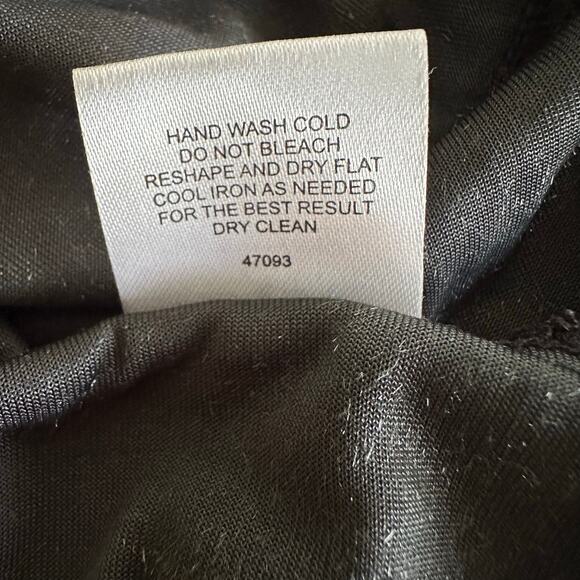 HAND WASH COLD
DO NOT BLEACH
RESHAPE AND DRY FLAT
COOL IRON AS NEEDED
FOR THE BEST RESULT
DRY CLEAN
47093